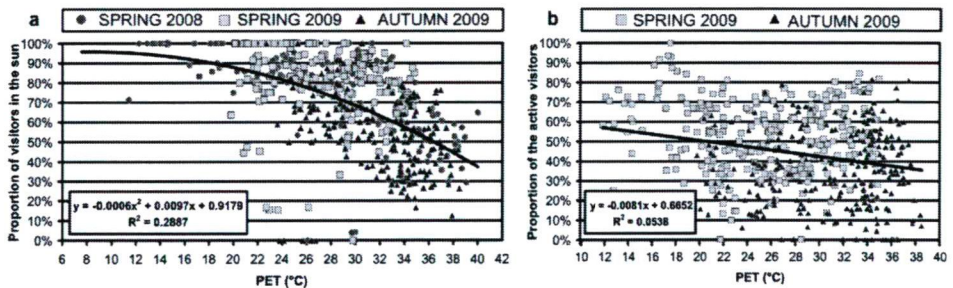 a
SPRING 2008 SPRING 2009 AUTUMN 2009
Proportion of visitors in the sun
100%
90%
80%
70%
60%
50%
40%
30%
20%
10%
0%
y = -0.0006x² + 0.0097x + 0.9179
R² = 0.2887
6 8 10 12 14 16 18 20 22 24 26 28 30 32 34 36 38 40 42
PET (°C)
b
SPRING 2009 AUTUMN 2009
Proportion of the active visitors
100%
90%
80%
70%
60%
50%
40%
30%
20%
10%
0%
y = -0.0081x + 0.6652
R² = 0.0538
10 12 14 16 18 20 22 24 26 28 30 32 34 36 38 40 42
PET (°C)